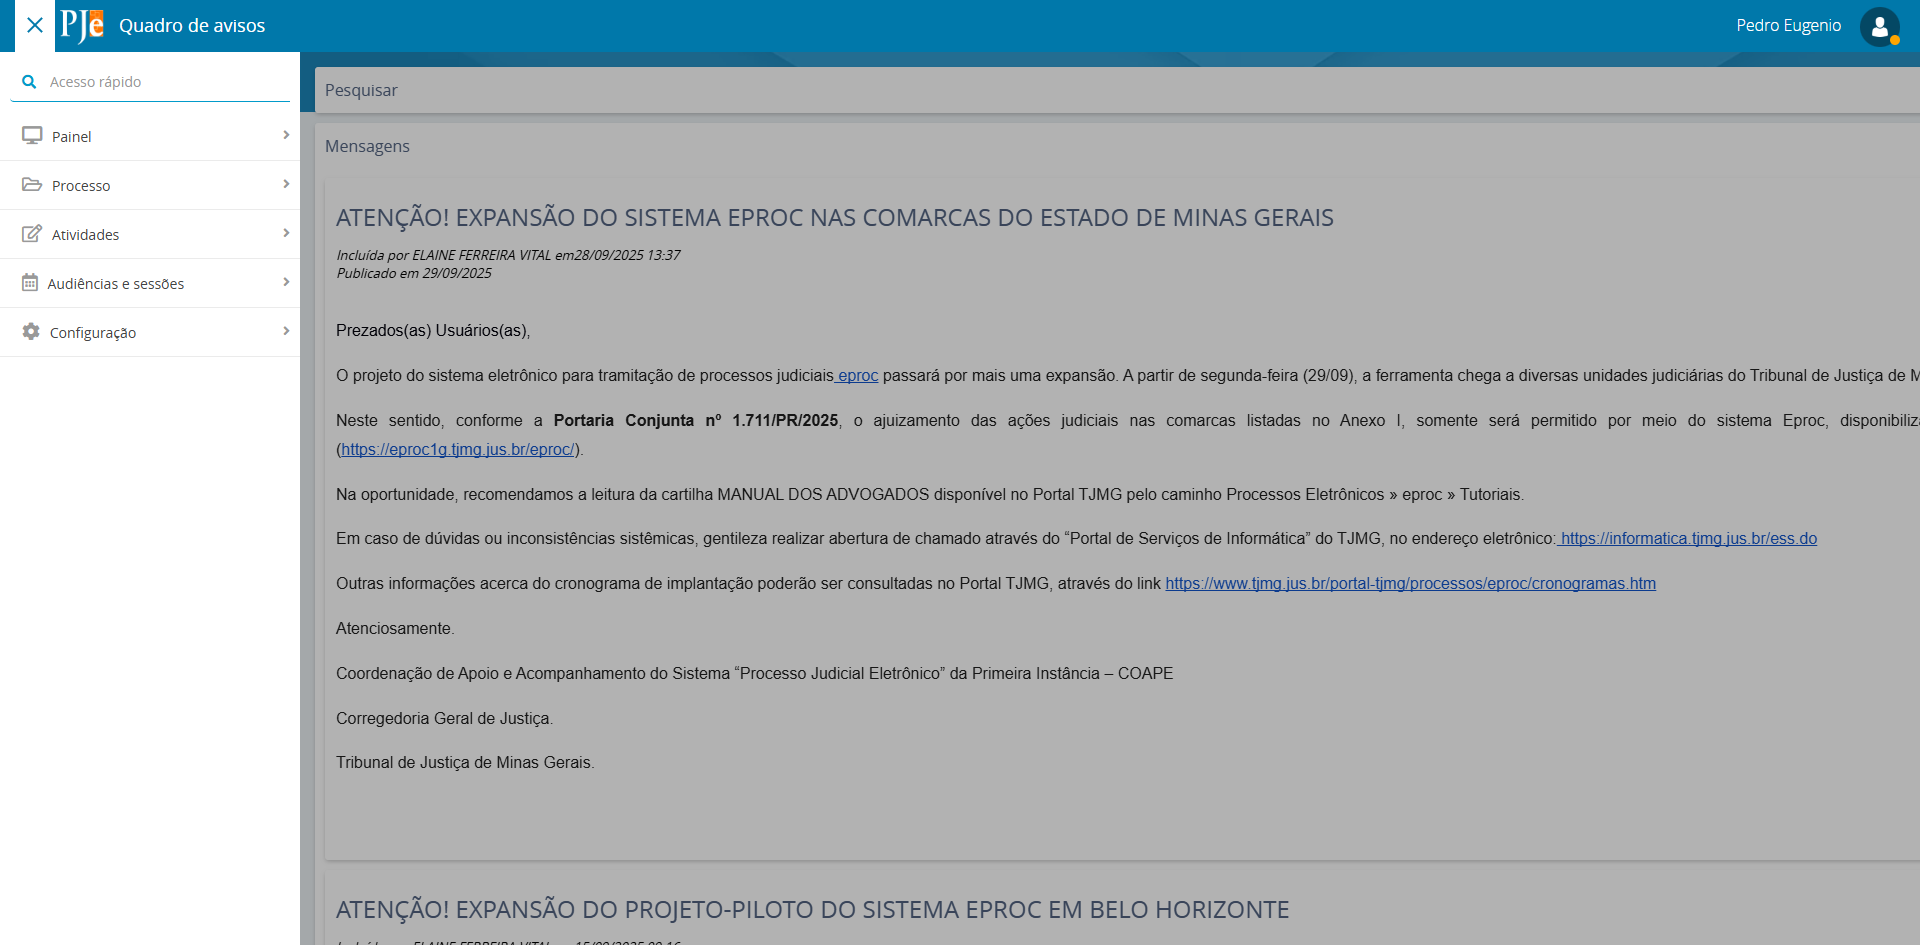 PJe Quadro de avisos
Pedro Eugenio
Acesso rápido
Painel
Processo
Atividades
Audiências e sessões
Configuração
Pesquisar
Mensagens
ATENÇÃO! EXPANSÃO DO SISTEMA EPROC NAS COMARCAS DO ESTADO DE MINAS GERAIS
Incluída por ELAINE FERREIRA VITAL em28/09/2025 13:37
Publicado em 29/09/2025
Prezados(as) Usuários(as),
O projeto do sistema eletrônico para tramitação de processos judiciais eproc passará por mais uma expansão. A partir de segunda-feira (29/09), a ferramenta chega a diversas unidades judiciárias do Tribunal de Justiça de M
Neste sentido, conforme a Portaria Conjunta nº 1.711/PR/2025, o ajuizamento das ações judiciais nas comarcas listadas no Anexo I, somente será permitido por meio do sistema Eproc, disponibiliz
(https://eproc1g.tjmg.jus.br/eproc/).
Na oportunidade, recomendamos a leitura da cartilha MANUAL DOS ADVOGADOS disponível no Portal TJMG pelo caminho Processos Eletrônicos » eproc » Tutoriais.
Em caso de dúvidas ou inconsistências sistêmicas, gentileza realizar abertura de chamado através do “Portal de Serviços de Informática” do TJMG, no endereço eletrônico: https://informatica.tjmg.jus.br/ess.do
Outras informações acerca do cronograma de implantação poderão ser consultadas no Portal TJMG, através do link https://www.tjmg.jus.br/portal-tjmg/processos/eproc/cronogramas.htm
Atenciosamente.
Coordenação de Apoio e Acompanhamento do Sistema “Processo Judicial Eletrônico” da Primeira Instância – COAPE
Corregedoria Geral de Justiça.
Tribunal de Justiça de Minas Gerais.
ATENÇÃO! EXPANSÃO DO PROJETO-PILOTO DO SISTEMA EPROC EM BELO HORIZONTE